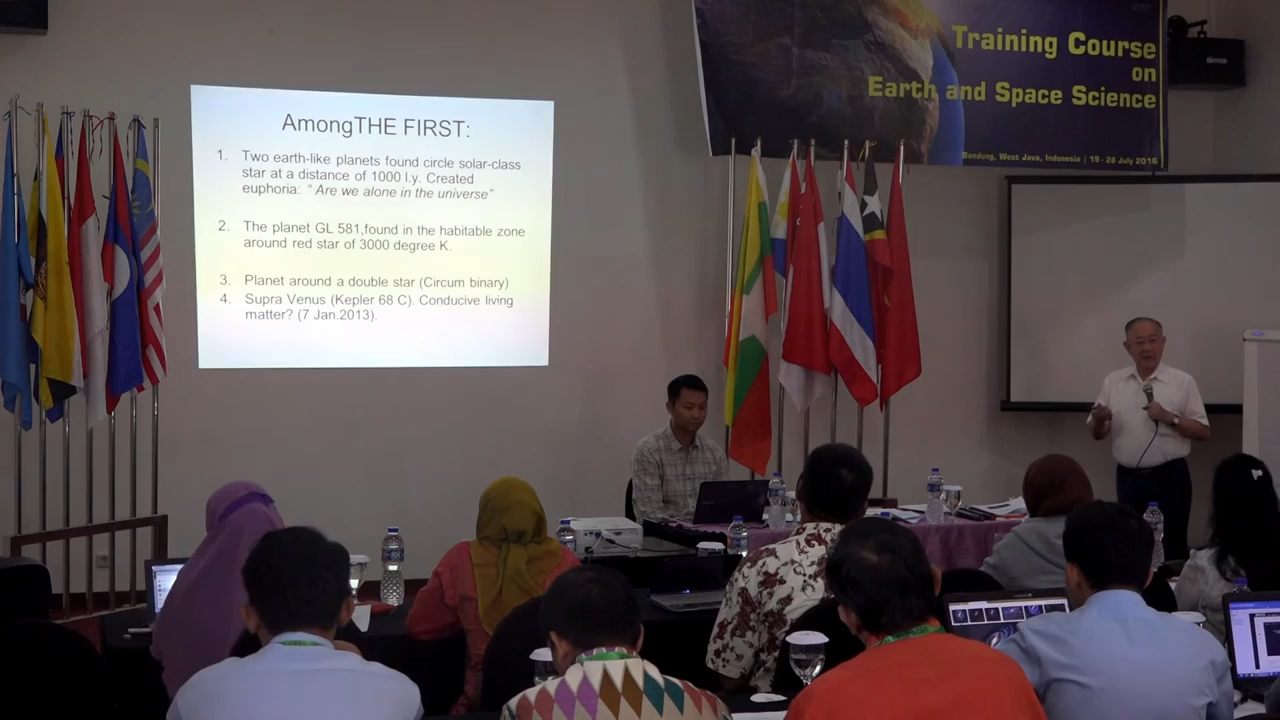 AmongTHE FIRST:
1. Two earth-like planets found circle solar-class
star at a distance of 1000 l.y. Created
euphoria: “ Are we alone in the universe”
2. The planet GL 581,found in the habitable zone
around red star of 3000 degree K.
3. Planet around a double star (Circum binary)
4. Supra Venus (Kepler 68 C). Conducive living
matter? (7 Jan.2013).
Training Course
on
Earth and Space Science
Bandung, West Java, Indonesia | 19 - 28 July 2016